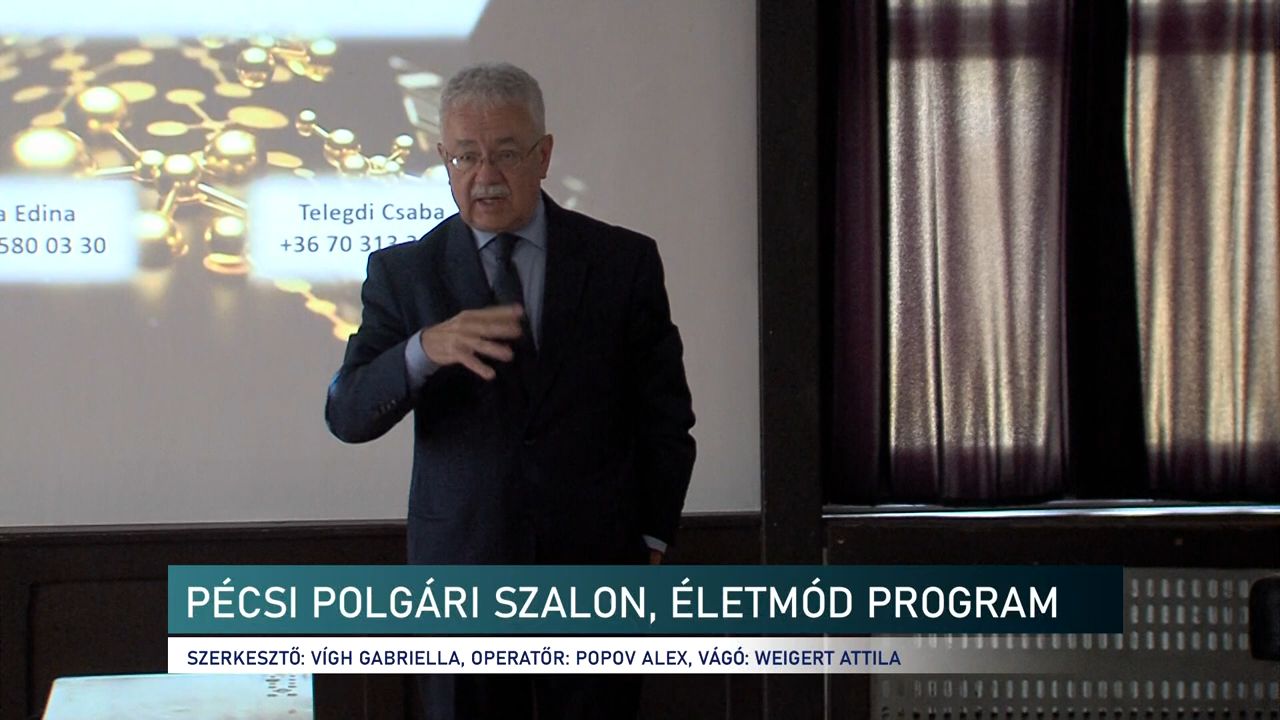 Edina
580 03 30
Telegdi Csaba
+36 70 313
PÉCSI POLGÁRI SZALON, ÉLETMÓD PROGRAM
SZERKESZTŐ: VÍGH GABRIELLA, OPERATŐR: POPOV ALEX, VÁGÓ: WEIGERT ATTILA